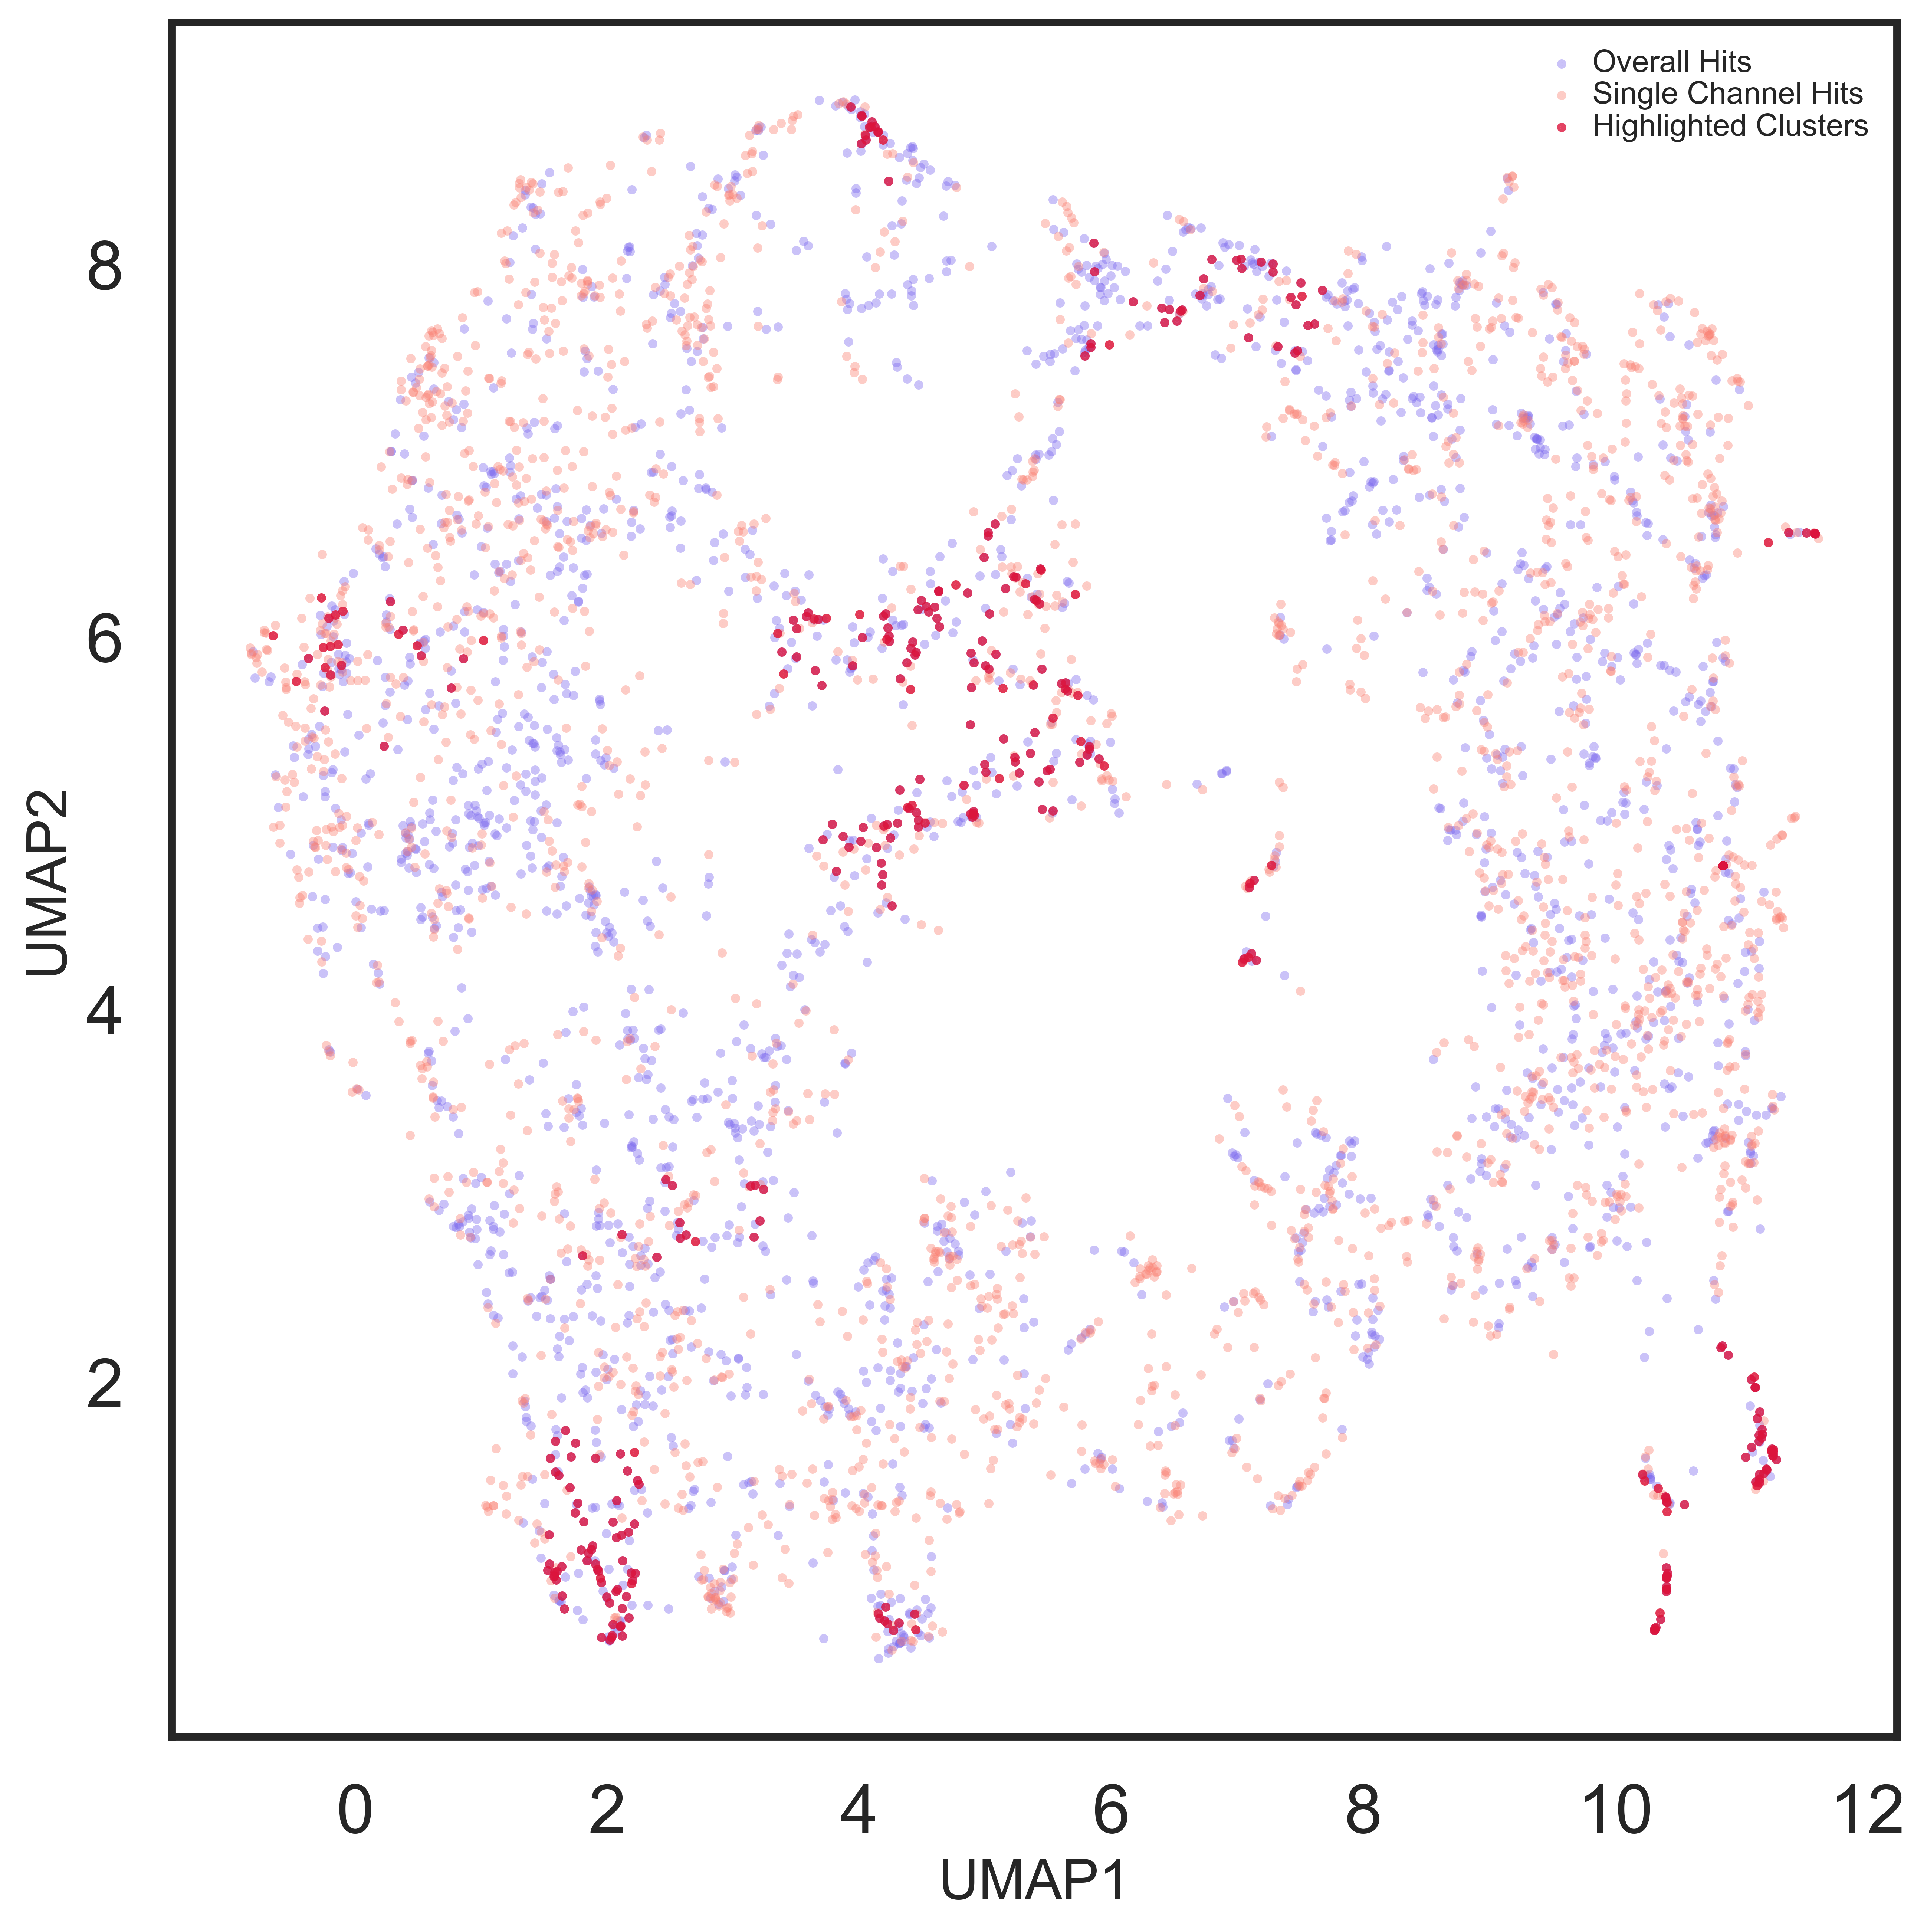 Overall Hits
Single Channel Hits
Highlighted Clusters
8
6
4
2
UMAP2
0 2 4 6 8 10 12
UMAP1